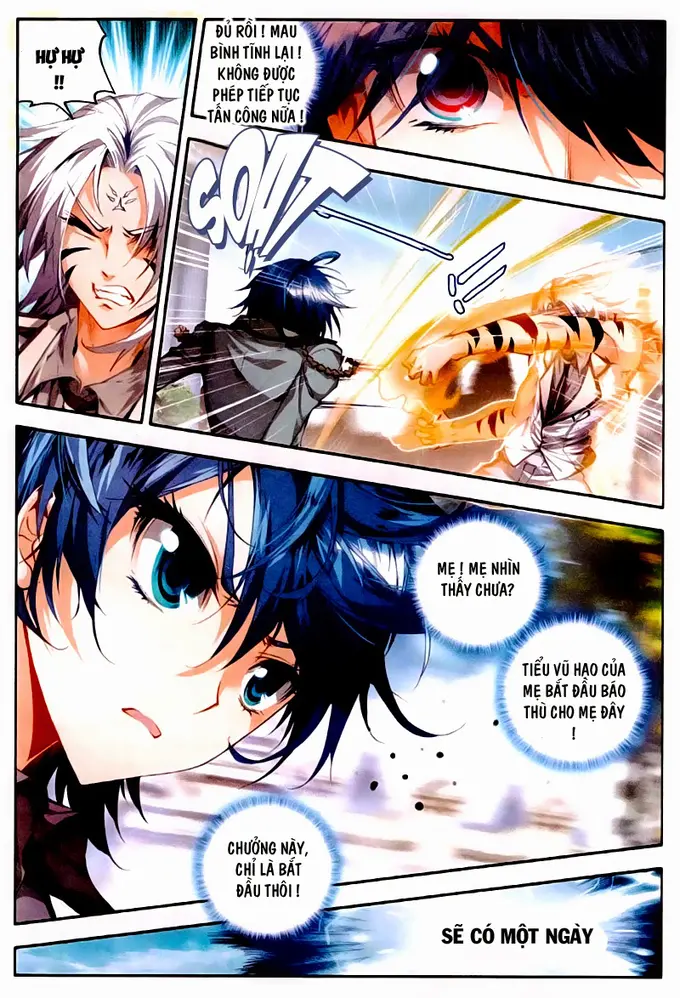 HỰ HỰ
!!
ĐỦ RỒI ! MAU
BÌNH TĨNH LẠI !
KHÔNG ĐƯỢC
PHÉP TIẾP TỤC
TẤN CÔNG NỮA !
SOẠT
!!
MẸ ! MẸ NHÌN
THẤY CHƯA?
TIỂU VŨ HẠO CỦA
MẸ BẮT ĐẦU BÁO
THÙ CHO MẸ ĐÂY
!
CHƯỞNG NÀY,
CHỈ LÀ BẮT
ĐẦU THÔI !
SẼ CÓ MỘT NGÀY